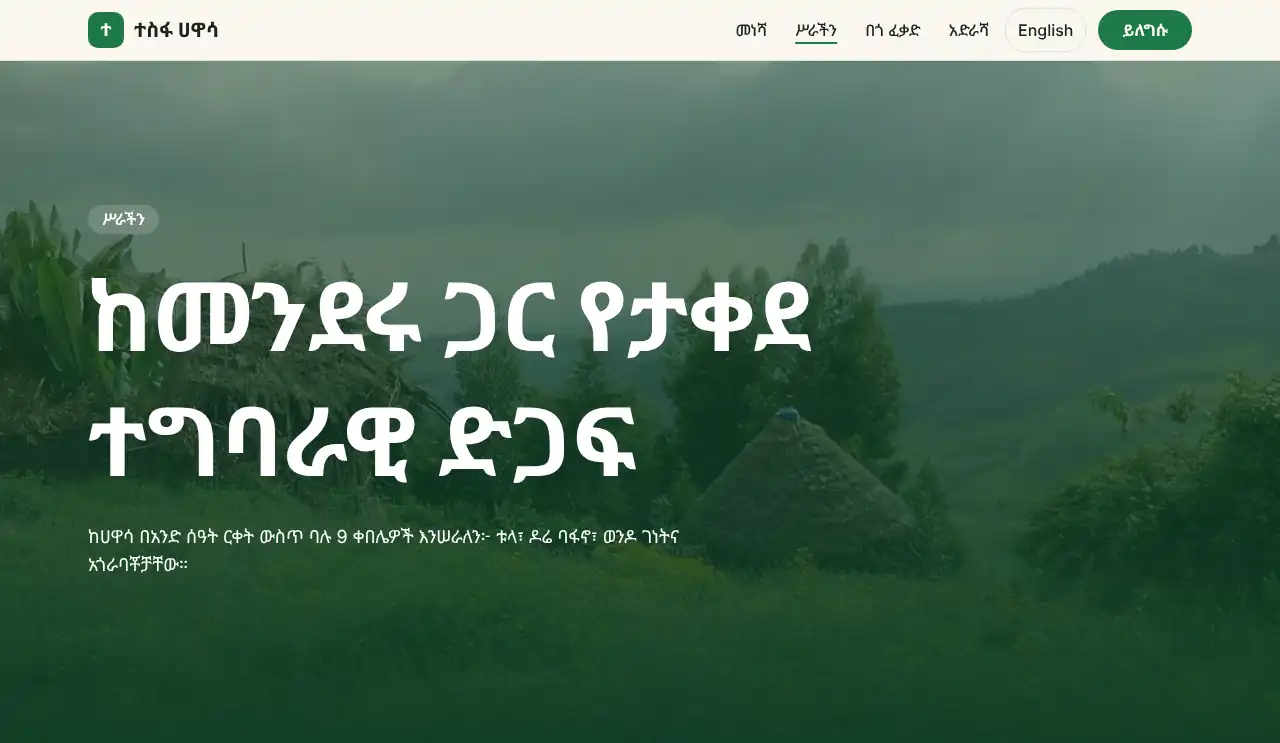 ተ
ተስፋ ሀዋሳ
መነሻ
ሥራችን
በጎ ፈቃድ
አድራሻ
English
ይለግሱ
ሥራችን
ከመንደሩ ጋር የታቀደ
ተግባራዊ ድጋፍ
ከሀዋሳ በአንድ ሰዓት ርቀት ውስጥ ባሉ 9 ቀበሌዎች እንሠራለን፦ ቱላ፣ ዶሬ ባፋኖ፣ ወንዶ ገነትና
አጎራባቾቻቸው።